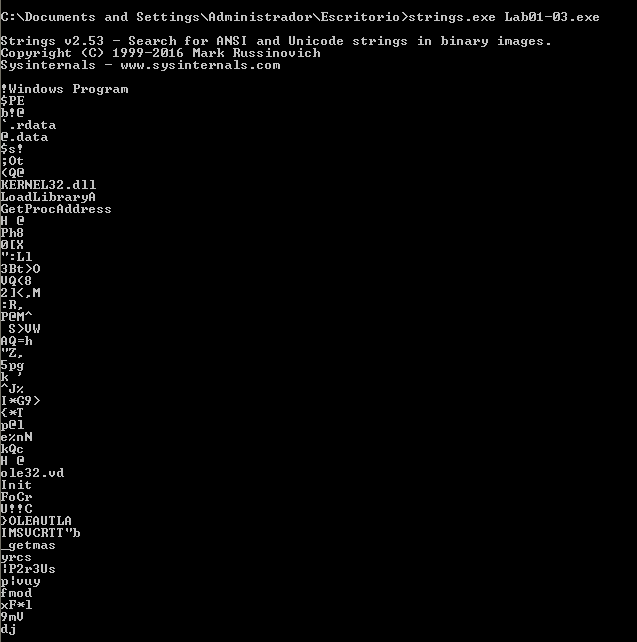 C:\Documents and Settings\Administrador\Escritorio>strings.exe Lab01-03.exe
Strings v2.53 - Search for ANSI and Unicode strings in binary images.
Copyright (C) 1999-2016 Mark Russinovich
Sysinternals - www.sysinternals.com
!Windows Program
$PE
b!@
`.rdata
@.data
$s!
;Ot
(Q@
KERNEL32.dll
LoadLibraryA
GetProcAddress
H @
Ph8
0[X
":Ll
3Bt>O
VQ(8
2]<,M
:R,
P@M^
 S>VW
AQ=h
"Z,
5pg
k '
^J%
I*G9>
{*T
p@l
e%nN
kQc
H @
ole32.vd
Init
FoCr
U!!C
>OLEAUTLA
IMSVCRTT"b
_getmas
yrcs
|P2r3Us
p|vuy
fmod
xF*l
9mV
dj